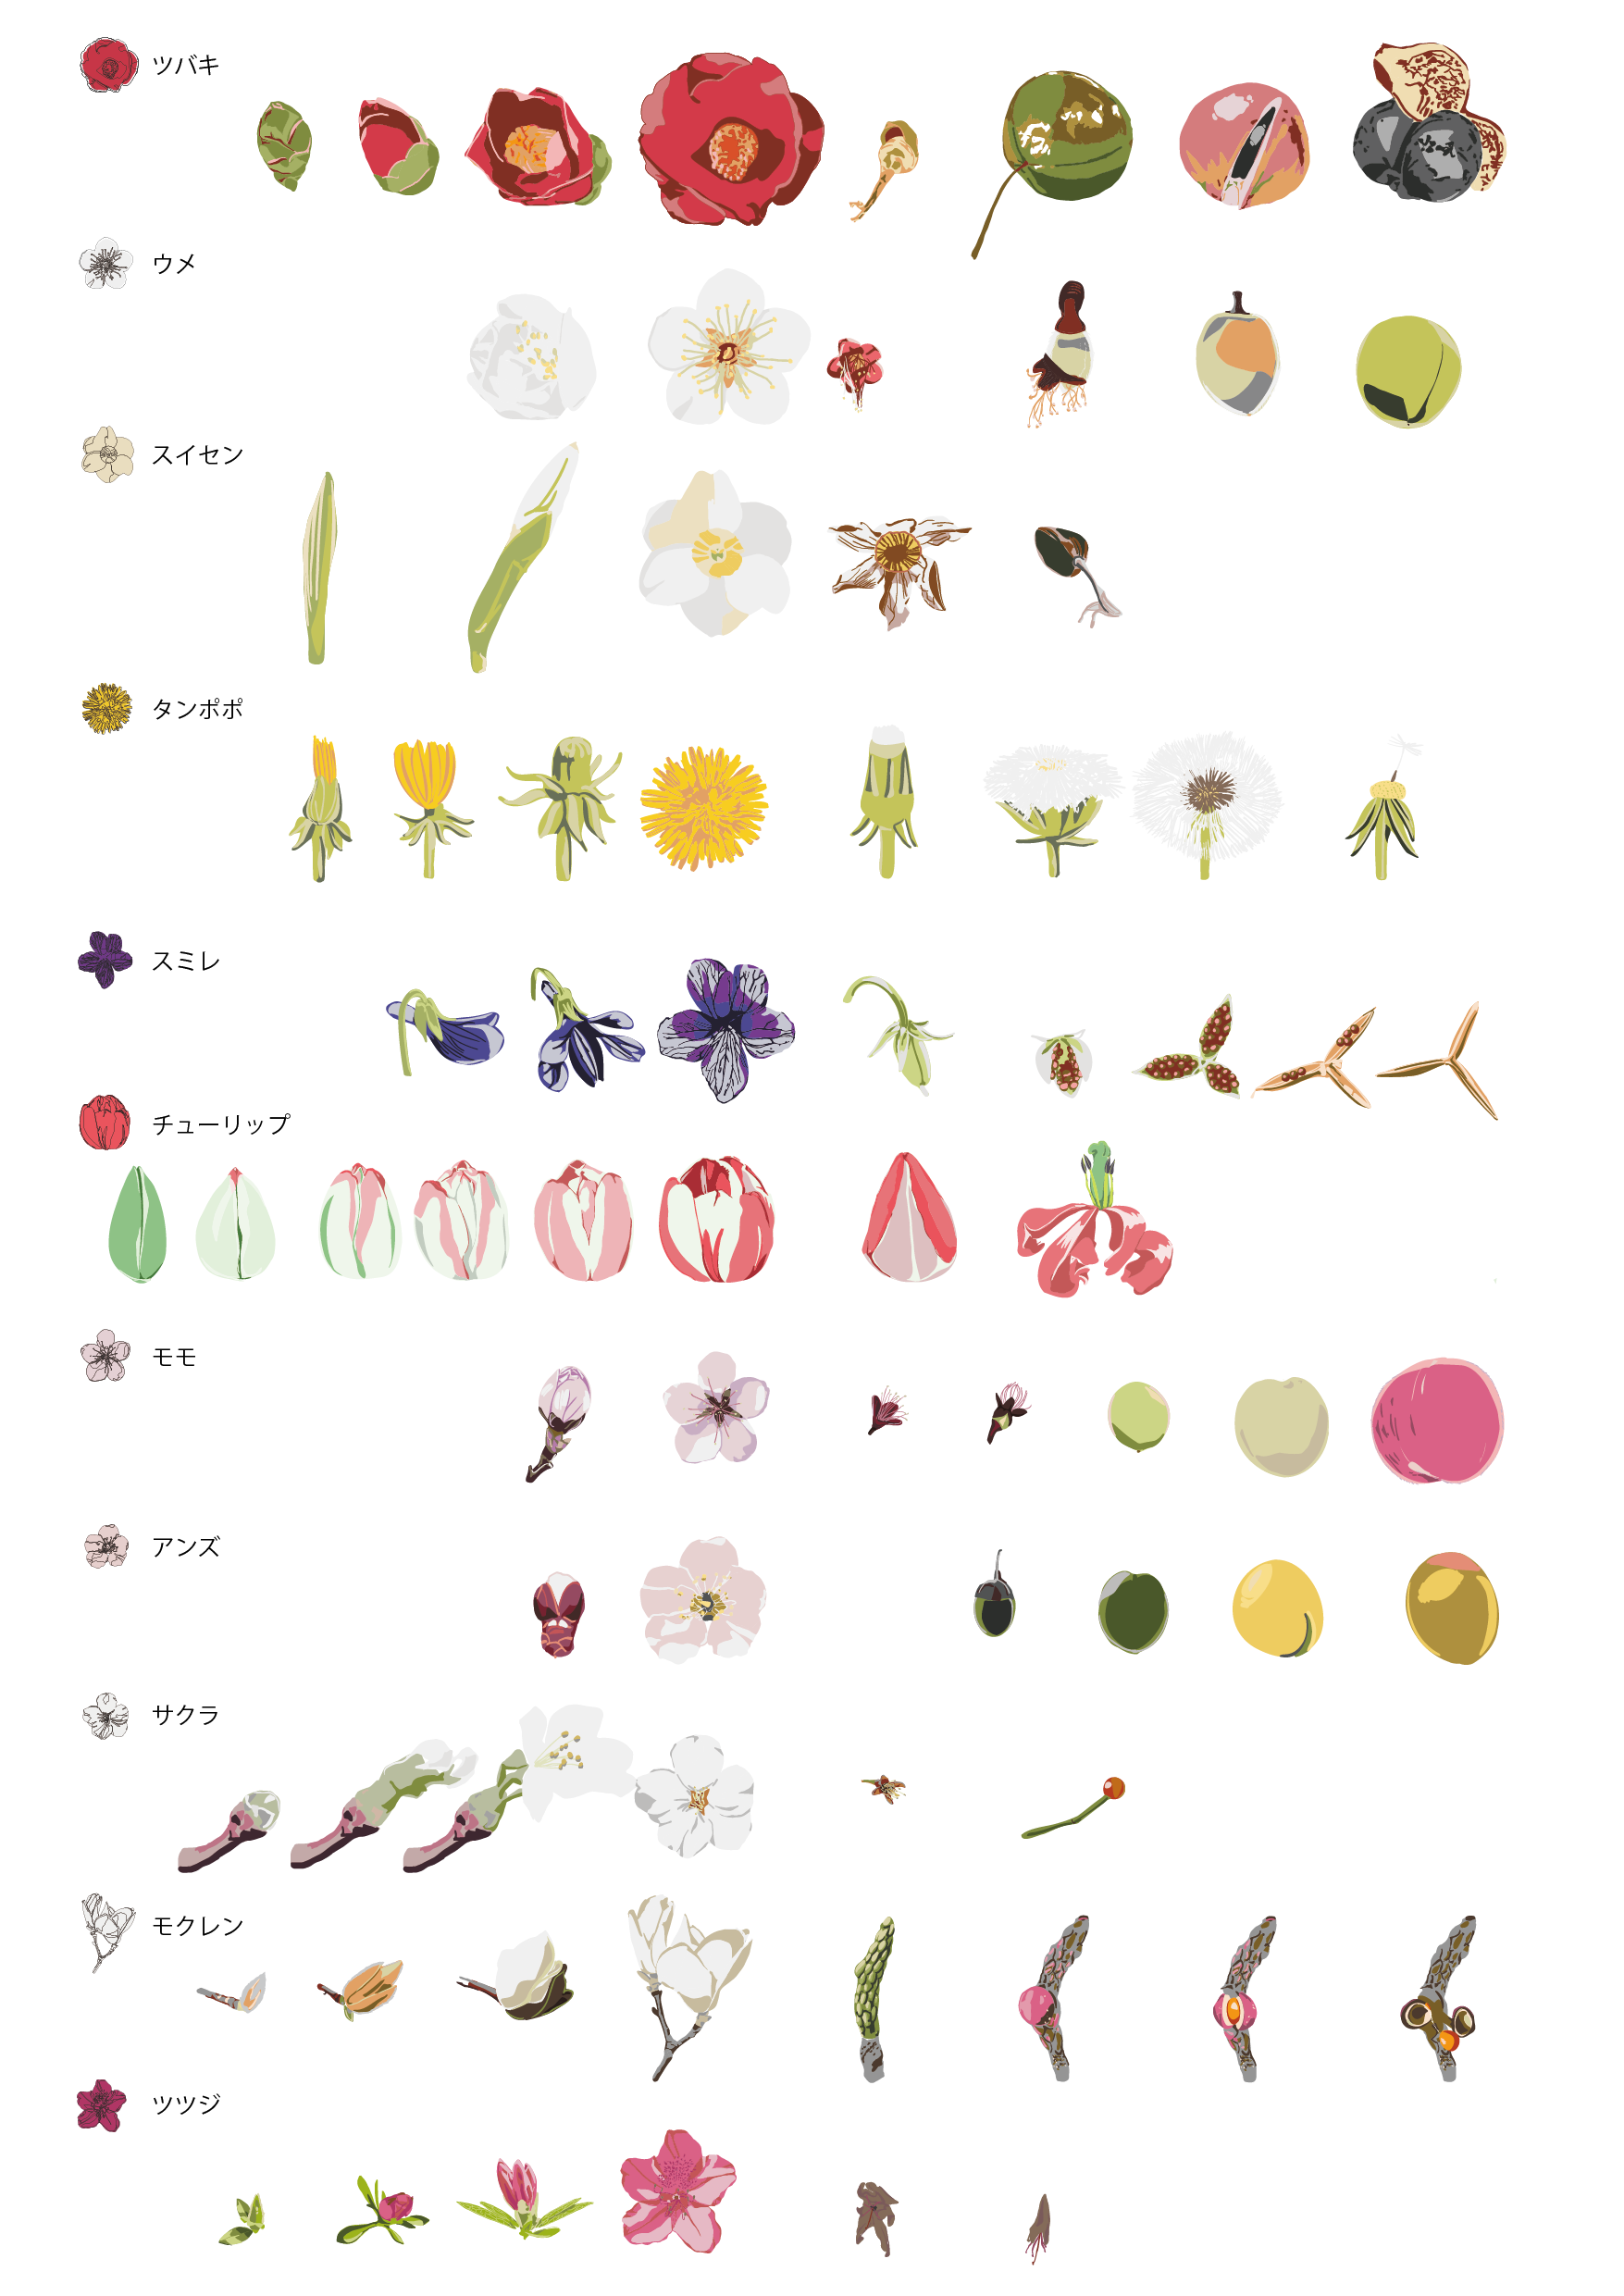 ツバキ
ウメ
スイセン
タンポポ
スミレ
チューリップ
モモ
アンズ
サクラ
モクレン
ツツジ